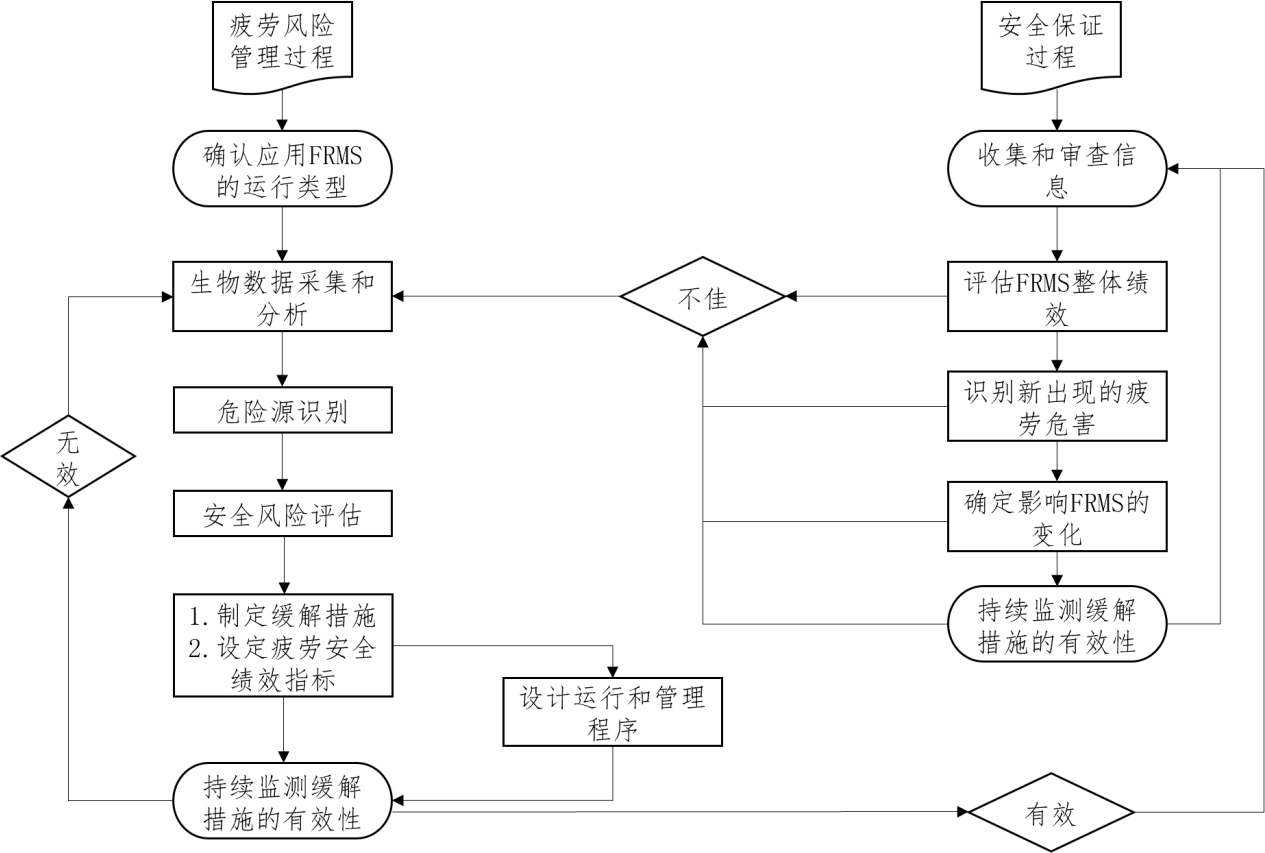 疲劳风险
管理过程
确认应用FRMS
的运行类型
生物数据采集和
分析
危险源识别
无
效
安全风险评估
1.制定缓解措施
2.设定疲劳安全
绩效指标
设计运行和管理
程序
持续监测缓解
措施的有效性
不佳
安全保证
过程
收集和审查信
息
评估FRMS整体绩
效
识别新出现的疲
劳危害
确定影响FRMS的
变化
持续监测缓解
措施的有效性
有效